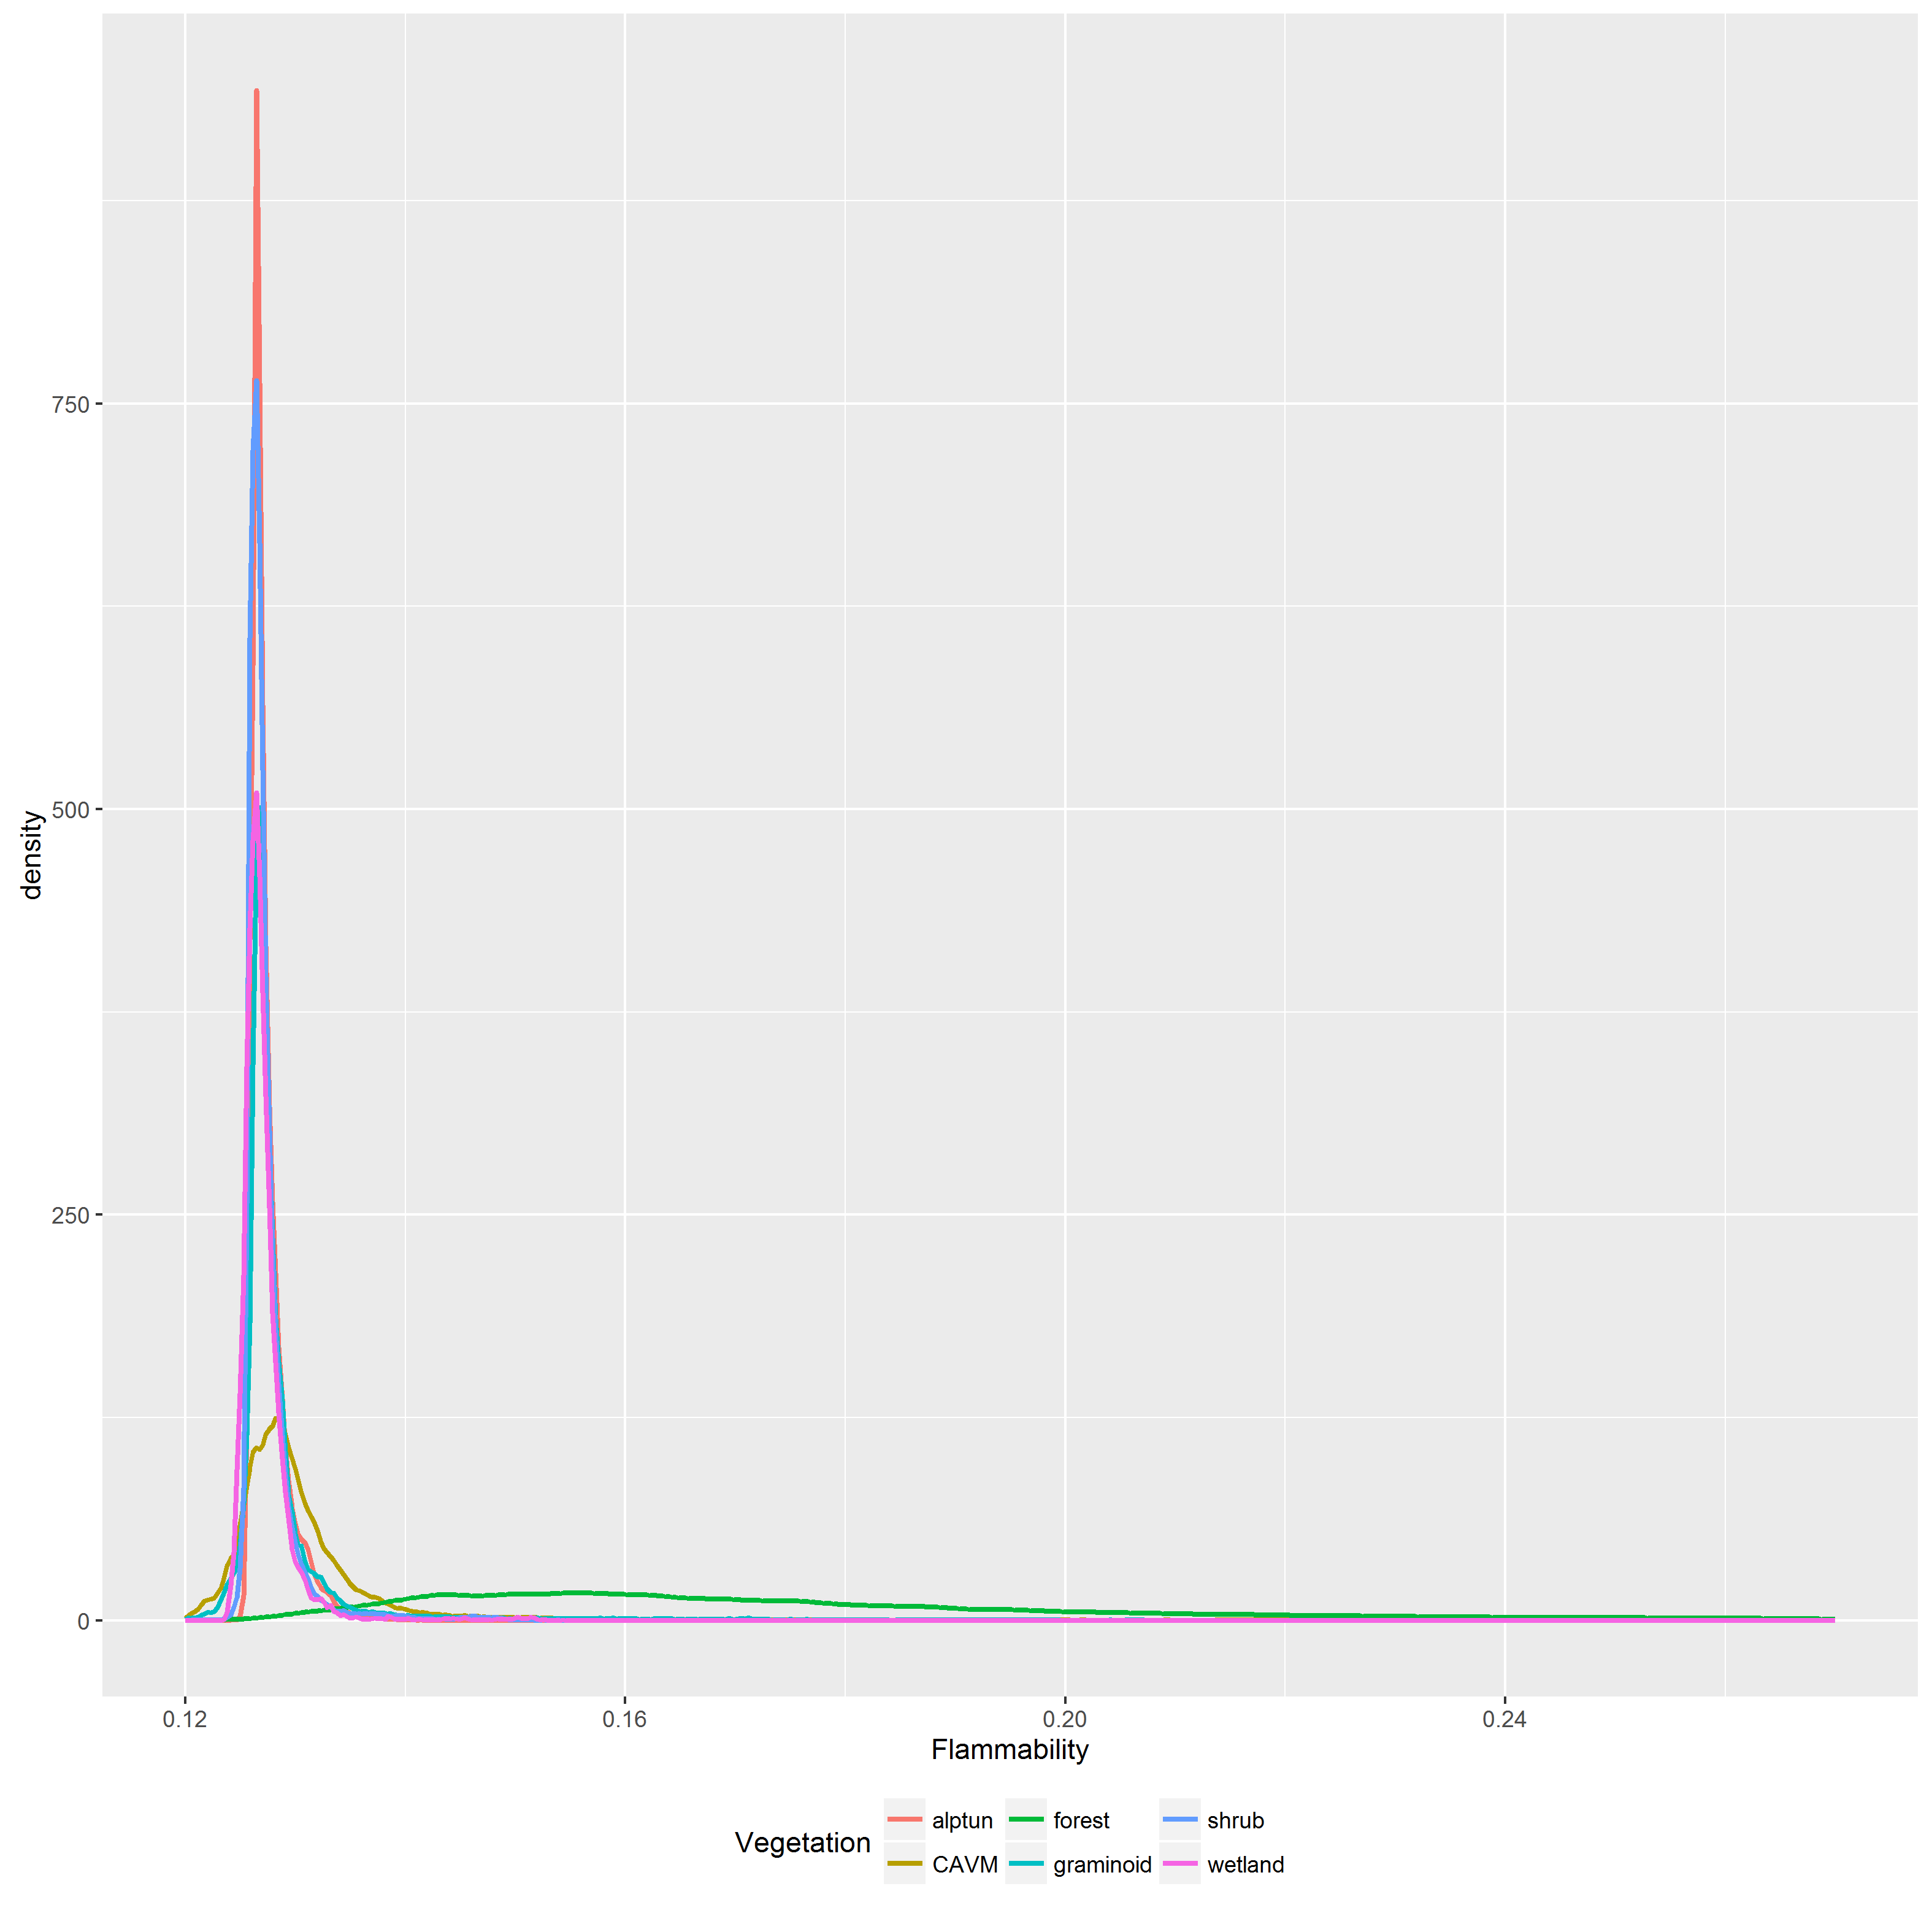 density
750
500
250
0
0.12 0.16 0.20 0.24
Flammability
Vegetation
alptun forest shrub
CAVM graminoid wetland